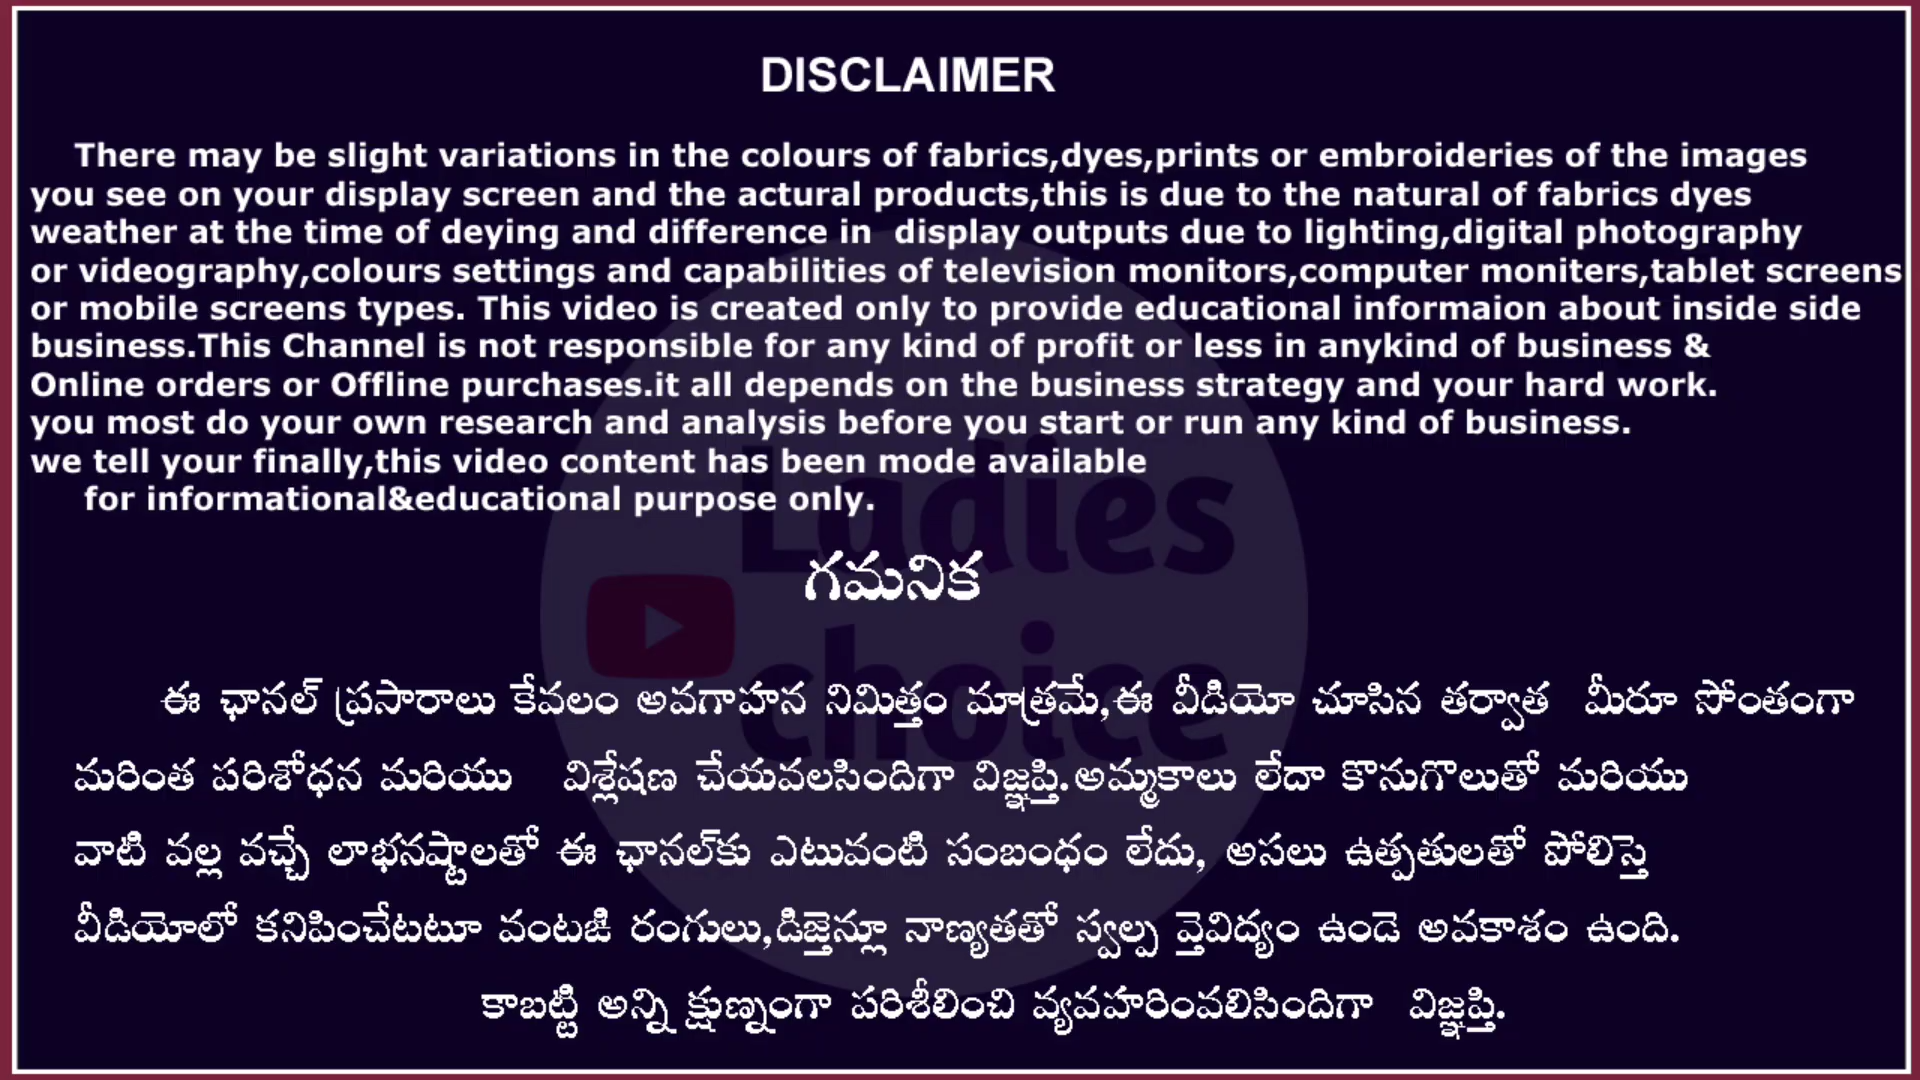 DISCLAIMER
There may be slight variations in the colours of fabrics,dyes,prints or embroideries of the images
you see on your display screen and the actural products,this is due to the natural of fabrics dyes
weather at the time of deying and difference in display outputs due to lighting,digital photography
or videography,colours settings and capabilities of television monitors,computer moniters,tablet screens
or mobile screens types. This video is created only to provide educational informaion about inside side
business.This Channel is not responsible for any kind of profit or less in anykind of business &
Online orders or Offline purchases.it all depends on the business strategy and your hard work.
you most do your own research and analysis before you start or run any kind of business.
we tell your finally,this video content has been mode available
for informational&educational purpose only.
Ladies
గమనిక
choice
ఈ ఛానల్ ప్రసారాలు కేవలం అవగాహన నిమిత్తం మాత్రమే,ఈ వీడియో చూసిన తర్వాత మీరూ సోంతంగా
మరింత పరిశోధన మరియు విశ్లేషణ చేయవలసిందిగా విజ్ఞప్తి.అమ్మకాలు లేదా కొనుగొలుతో మరియు
వాటి వల్ల వచ్చే లాభనష్టాలతో ఈ ఛానల్‌కు ఎటువంటి సంబంధం లేదు, అసలు ఉత్పతులతో పోలిస్తె
వీడియోలో కనిపించేటటూ వంటఙి రంగులు,డిజైన్లూ నాణ్యతతో స్వల్ప వైవిద్యం ఉండె అవకాశం ఉంది.
కాబట్టి అన్ని క్షుణ్నంగా పరిశీలించి వ్యవహరింవలిసిందిగా విజ్ఞప్తి.